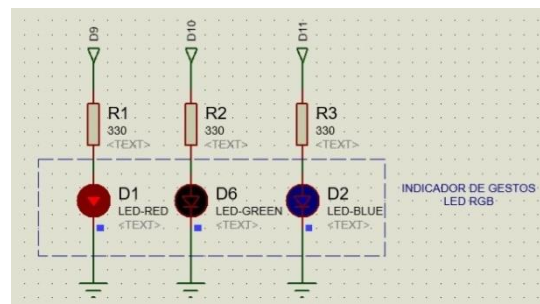 D9
D10
D11
R1
330
<TEXT>
R2
330
<TEXT>
R3
330
<TEXT>
D1
LED-RED
<TEXT>
D6
LED-GREEN
<TEXT>
D2
LED-BLUE
<TEXT>
INDICADOR DE GESTOS
LED RGB